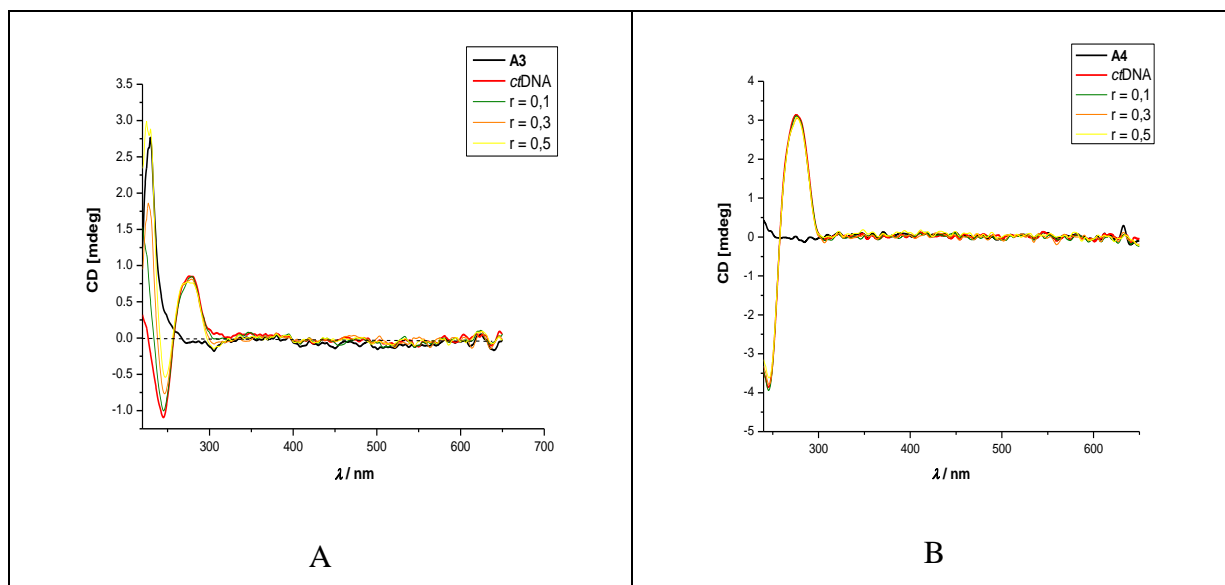 A3
ctDNA
r = 0,1
r = 0,3
r = 0,5
3.5
3.0
2.5
2.0
1.5
1.0
0.5
0.0
-0.5
-1.0
CD [mdeg]
300 400 500 600 700
λ / nm
A
A4
ctDNA
r = 0,1
r = 0,3
r = 0,5
4
3
2
1
0
-1
-2
-3
-4
-5
CD [mdeg]
300 400 500 600
λ / nm
B